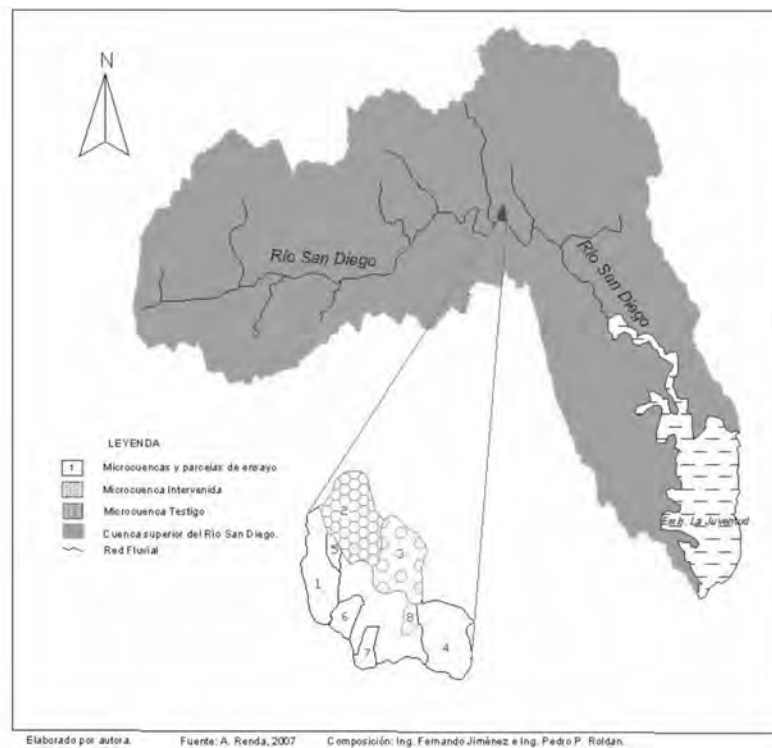 N
Río San Diego
Río San Diego
LEYENDA
1 Microcuencas y parcelas de ensayo
Microcuenca Intervenida
Microcuenca Testigo
Cuenca superior del Río San Diego.
Red Fluvial
Emb. La Juventud
2
5
3
1
6
8
4
7
Elaborado por autora. Fuente: A. Renda, 2007 Composición: Ing. Fernando Jiménez e Ing. Pedro P. Roldan.